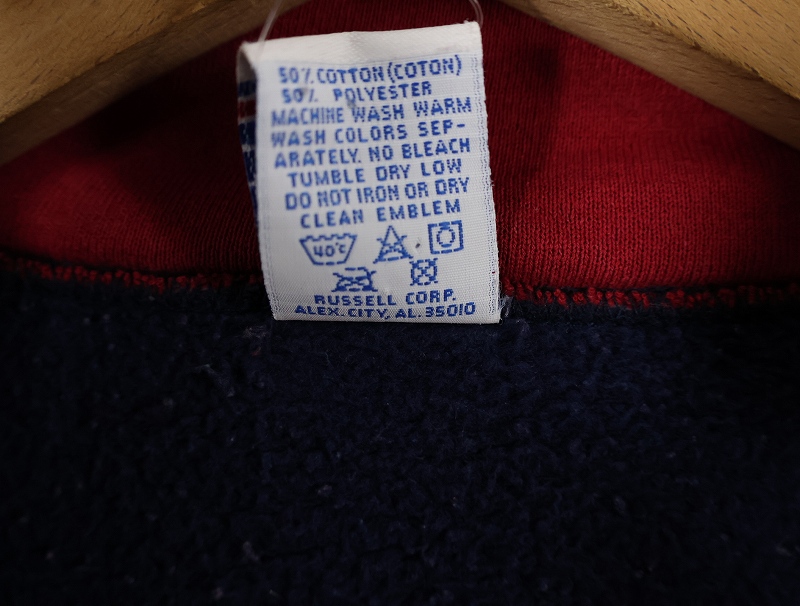 50% COTTON (COTON)
50% POLYESTER
MACHINE WASH WARM
WASH COLORS SEP-
ARATELY. NO BLEACH
TUMBLE DRY LOW
DO NOT IRON OR DRY
CLEAN EMBLEM
40°C
RUSSELL CORP.
ALEX. CITY, AL. 35010